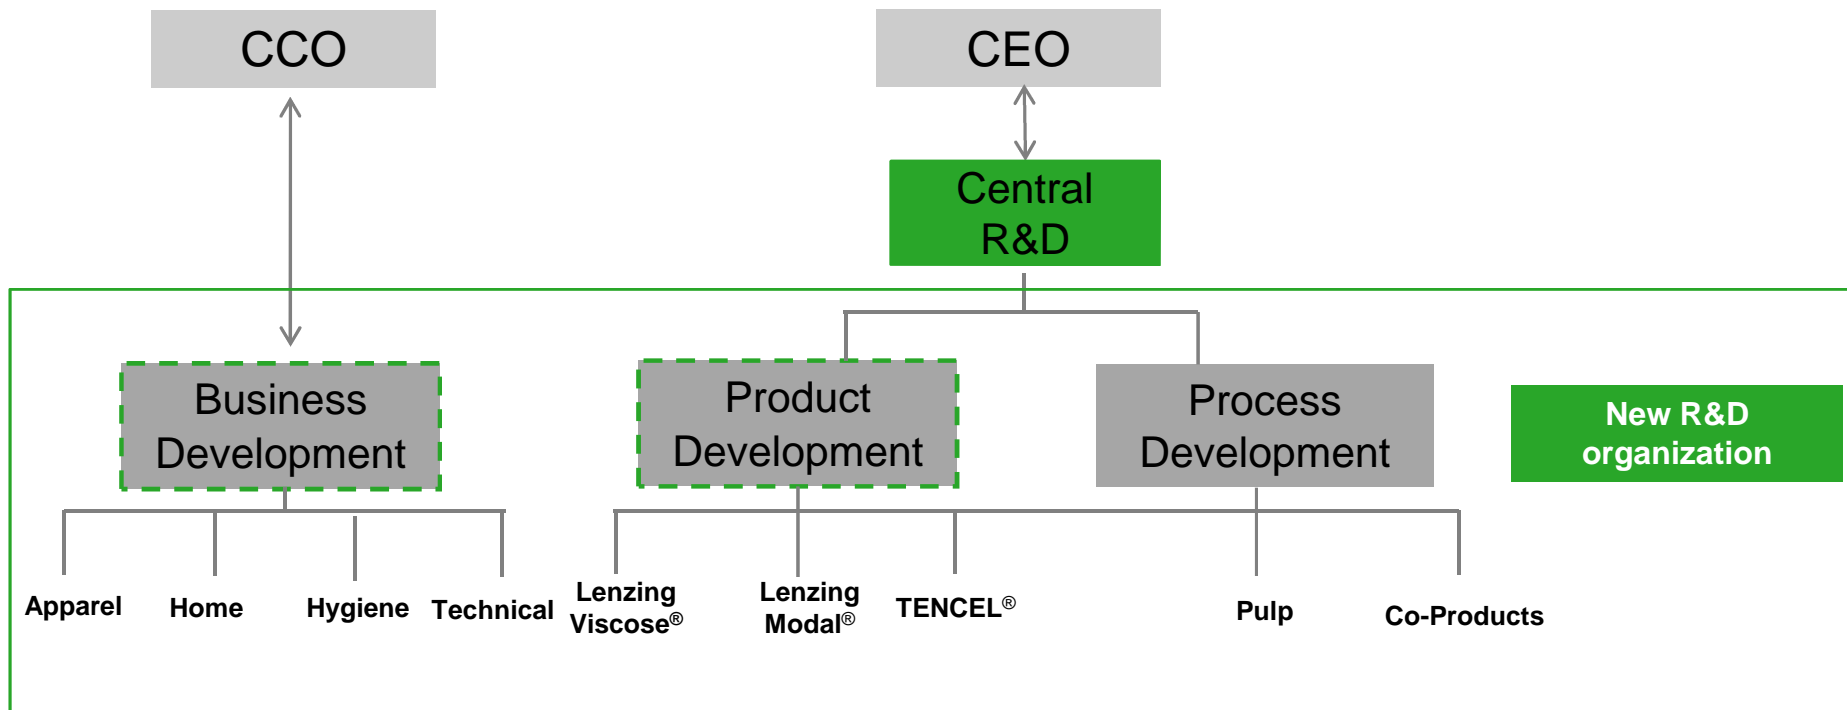 CCO
CEO
Central
R&D
Business
Development
Product
Development
Process
Development
New R&D
organization
Apparel
Home
Hygiene
Technical
Lenzing
Viscose®
Lenzing
Modal®
TENCEL®
Pulp
Co-Products